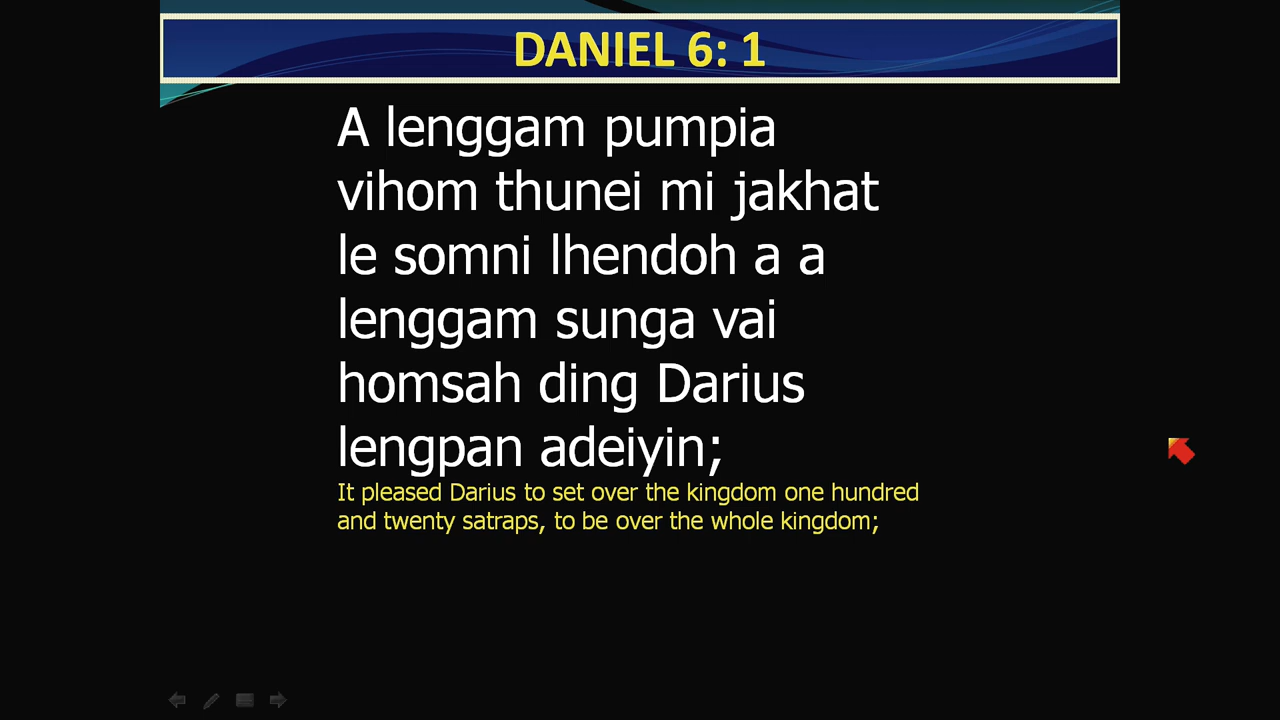 DANIEL 6: 1
A lenggam pumpia
vihom thunei mi jakhat
le somni lhendoh a a
lenggam sunga vai
homsah ding Darius
lengpan adeiyin;
It pleased Darius to set over the kingdom one hundred
and twenty satraps, to be over the whole kingdom;